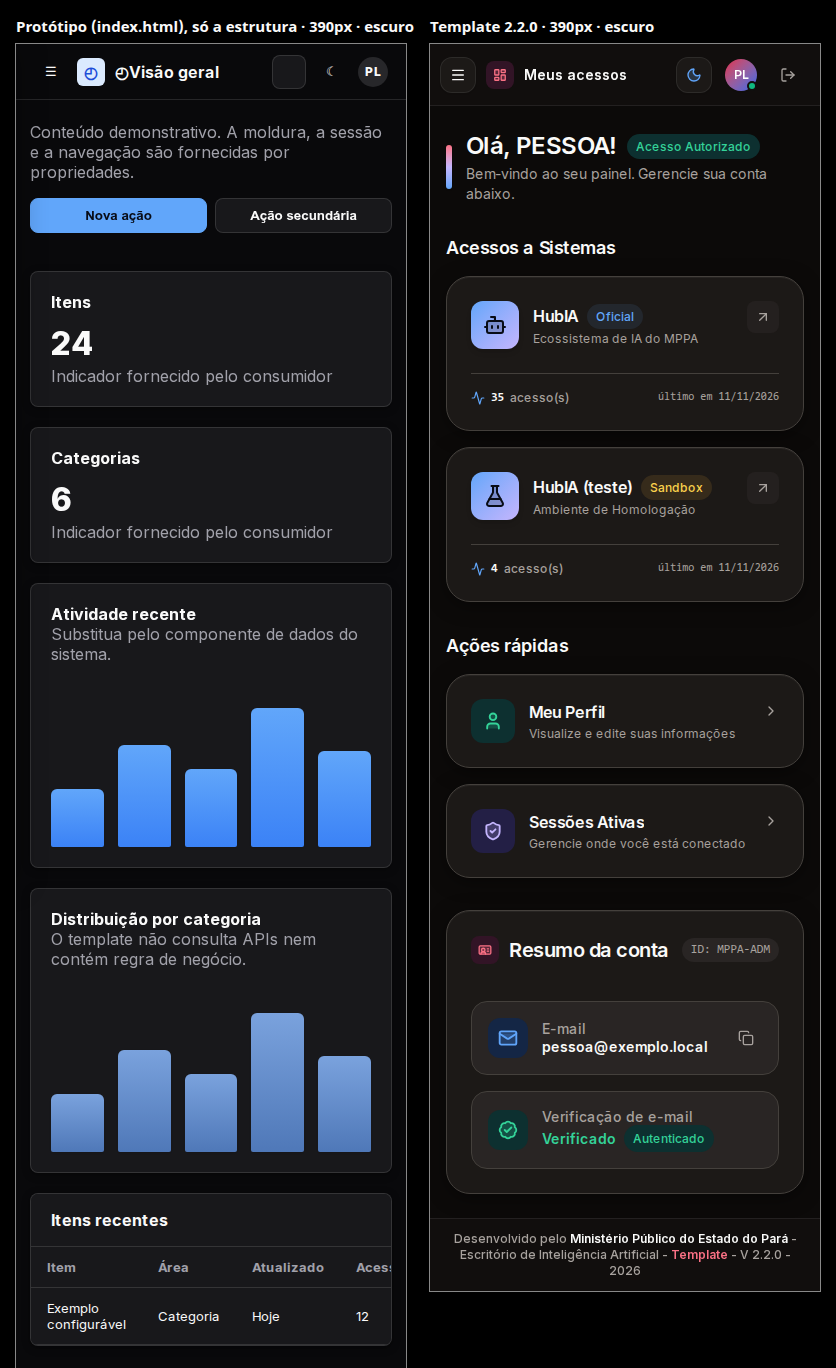 Protótipo (index.html), só a estrutura · 390px · escuro
Visão geral
PL
Conteúdo demonstrativo. A moldura, a sessão
e a navegação são fornecidas por
propriedades.
Nova ação
Ação secundária
Itens
24
Indicador fornecido pelo consumidor
Categorias
6
Indicador fornecido pelo consumidor
Atividade recente
Substitua pelo componente de dados do
sistema.
Distribuição por categoria
O template não consulta APIs nem
contém regra de negócio.
Itens recentes
Item Área Atualizado Aces
Exemplo
configurável
Categoria Hoje 12
Template 2.2.0 · 390px · escuro
Meus acessos
PL
Olá, PESSOA! Acesso Autorizado
Bem-vindo ao seu painel. Gerencie sua conta
abaixo.
Acessos a Sistemas
HubIA Oficial
Ecossistema de IA do MPPA
35 acesso(s) último em 11/11/2026
HubIA (teste) Sandbox
Ambiente de Homologação
4 acesso(s) último em 11/11/2026
Ações rápidas
Meu Perfil
Visualize e edite suas informações
Sessões Ativas
Gerencie onde você está conectado
Resumo da conta ID: MPPA-ADM
E-mail
pessoa@exemplo.local
Verificação de e-mail
Verificado Autenticado
Desenvolvido pelo Ministério Público do Estado do Pará -
Escritório de Inteligência Artificial - Template - V 2.2.0 -
2026